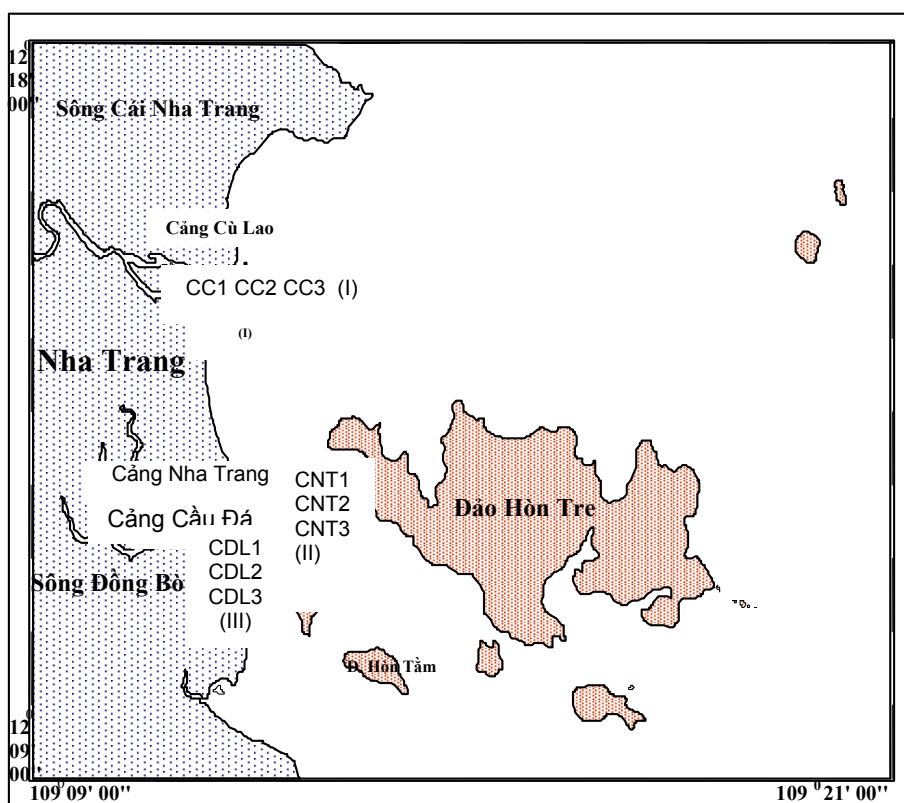 12°
18'
00"
Sông Cái Nha Trang
Cảng Cù Lao
CC1 CC2 CC3 (I)
(I)
Nha Trang
Cảng Nha Trang
CNT1
CNT2
CNT3
(II)
Cảng Cầu Đá
Đảo Hòn Tre
CDL1
CDL2
CDL3
(III)
Sông Đồng Bò
Đ. Hòn Tằm
12°
09'
00"
109°09' 00"
109°21' 00"